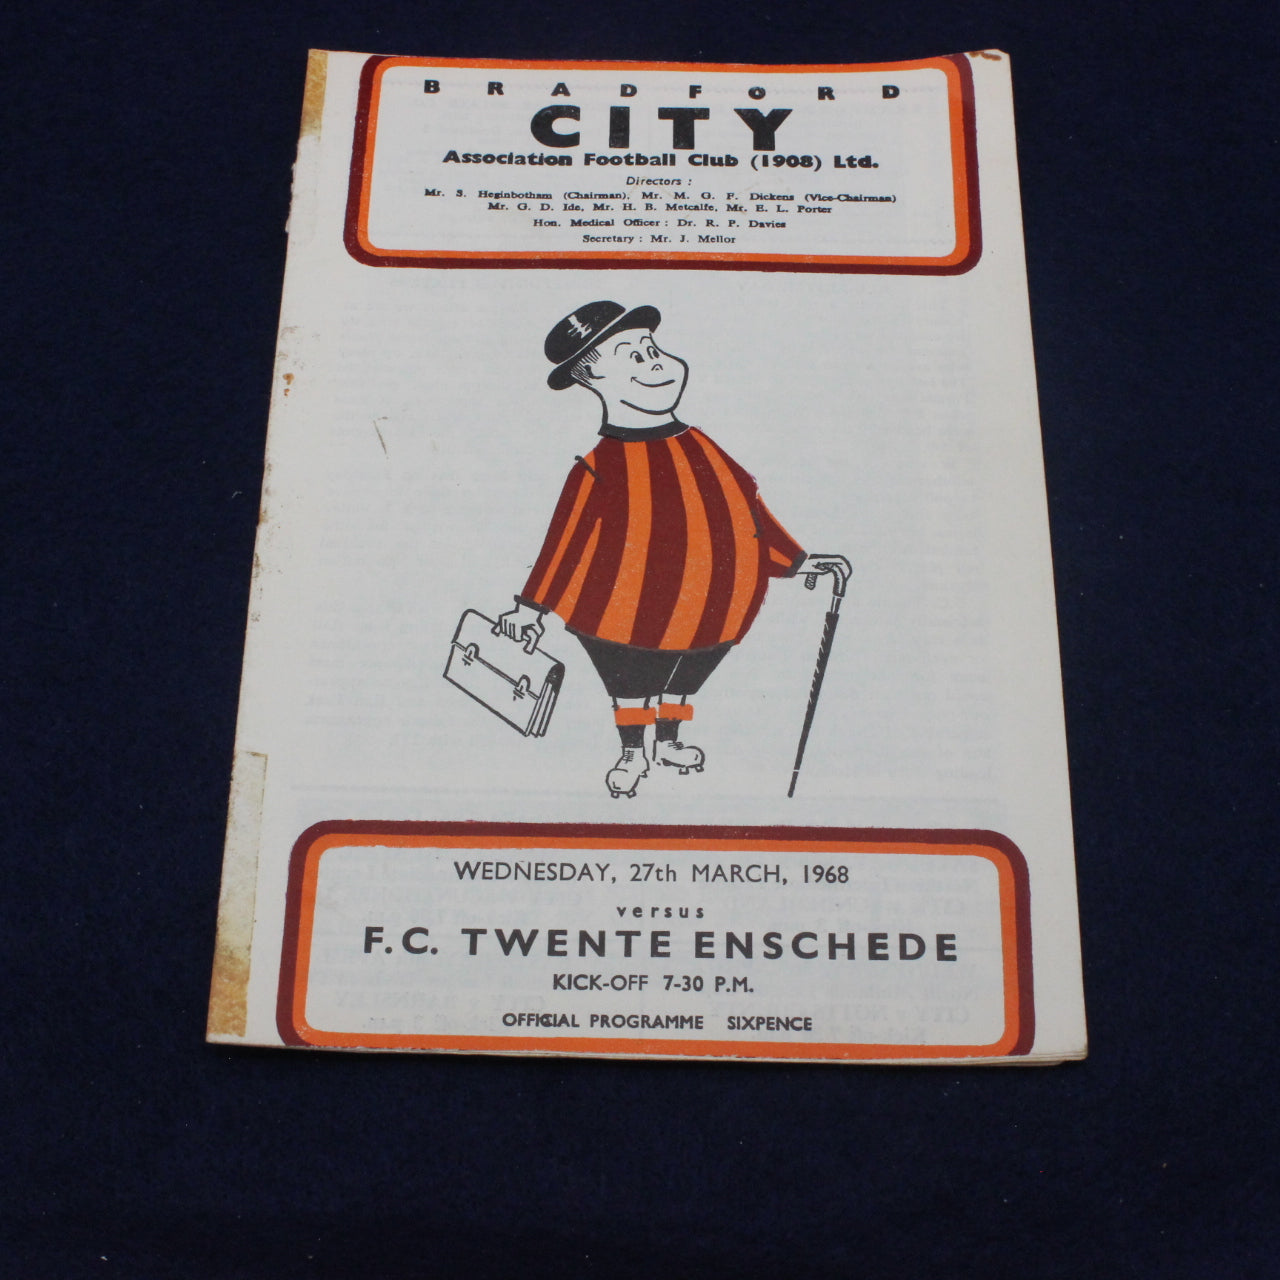 BRADFORD
CITY
Association Football Club (1908) Ltd.
Directors :
Mr. S. Heginbotham (Chairman), Mr. M. G. F. Dickens (Vice-Chairman)
Mr. G. D. Ide, Mr. H. B. Metcalfe, Mr. E. L. Porter
Hon. Medical Officer : Dr. R. P. Davies
Secretary : Mr. J. Mellor
WEDNESDAY, 27th MARCH, 1968
versus
F.C. TWENTE ENSCHEDE
KICK-OFF 7-30 P.M.
OFFICIAL PROGRAMME SIXPENCE